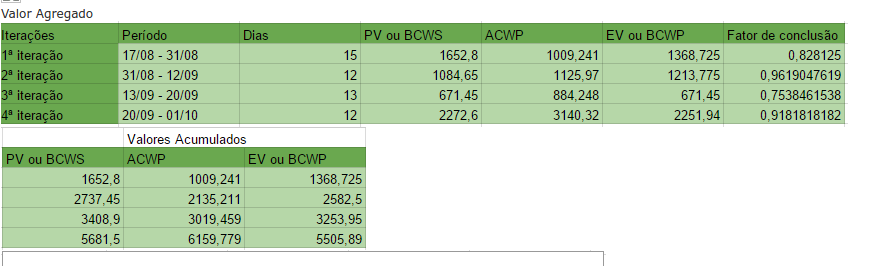 Valor Agregado
Iterações Período Dias PV ou BCWS ACWP EV ou BCWP Fator de conclusão
1ª iteração 17/08 - 31/08 15 1652,8 1009,241 1368,725 0,828125
2ª iteração 31/08 - 12/09 12 1084,65 1125,97 1213,775 0,9619047619
3ª iteração 13/09 - 20/09 13 671,45 884,248 671,45 0,7538461538
4ª iteração 20/09 - 01/10 12 2272,6 3140,32 2251,94 0,9181818182
Valores Acumulados
PV ou BCWS ACWP EV ou BCWP
1652,8 1009,241 1368,725
2737,45 2135,211 2582,5
3408,9 3019,459 3253,95
5681,5 6159,779 5505,89